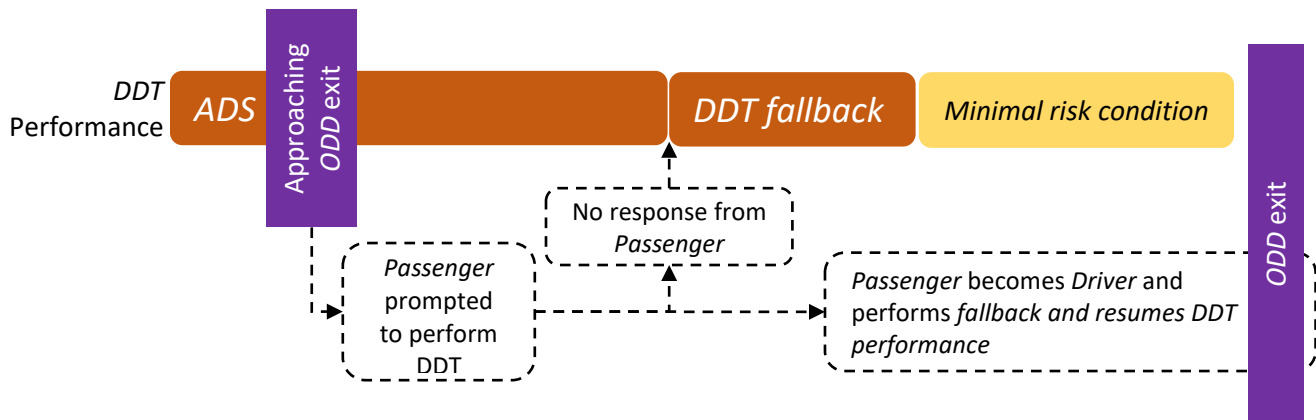 DDT
Performance
ADS
Approaching
ODD exit
DDT fallback
Minimal risk condition
No response from
Passenger
Passenger
prompted
to perform
DDT
Passenger becomes Driver and
performs fallback and resumes DDT
performance
ODD exit